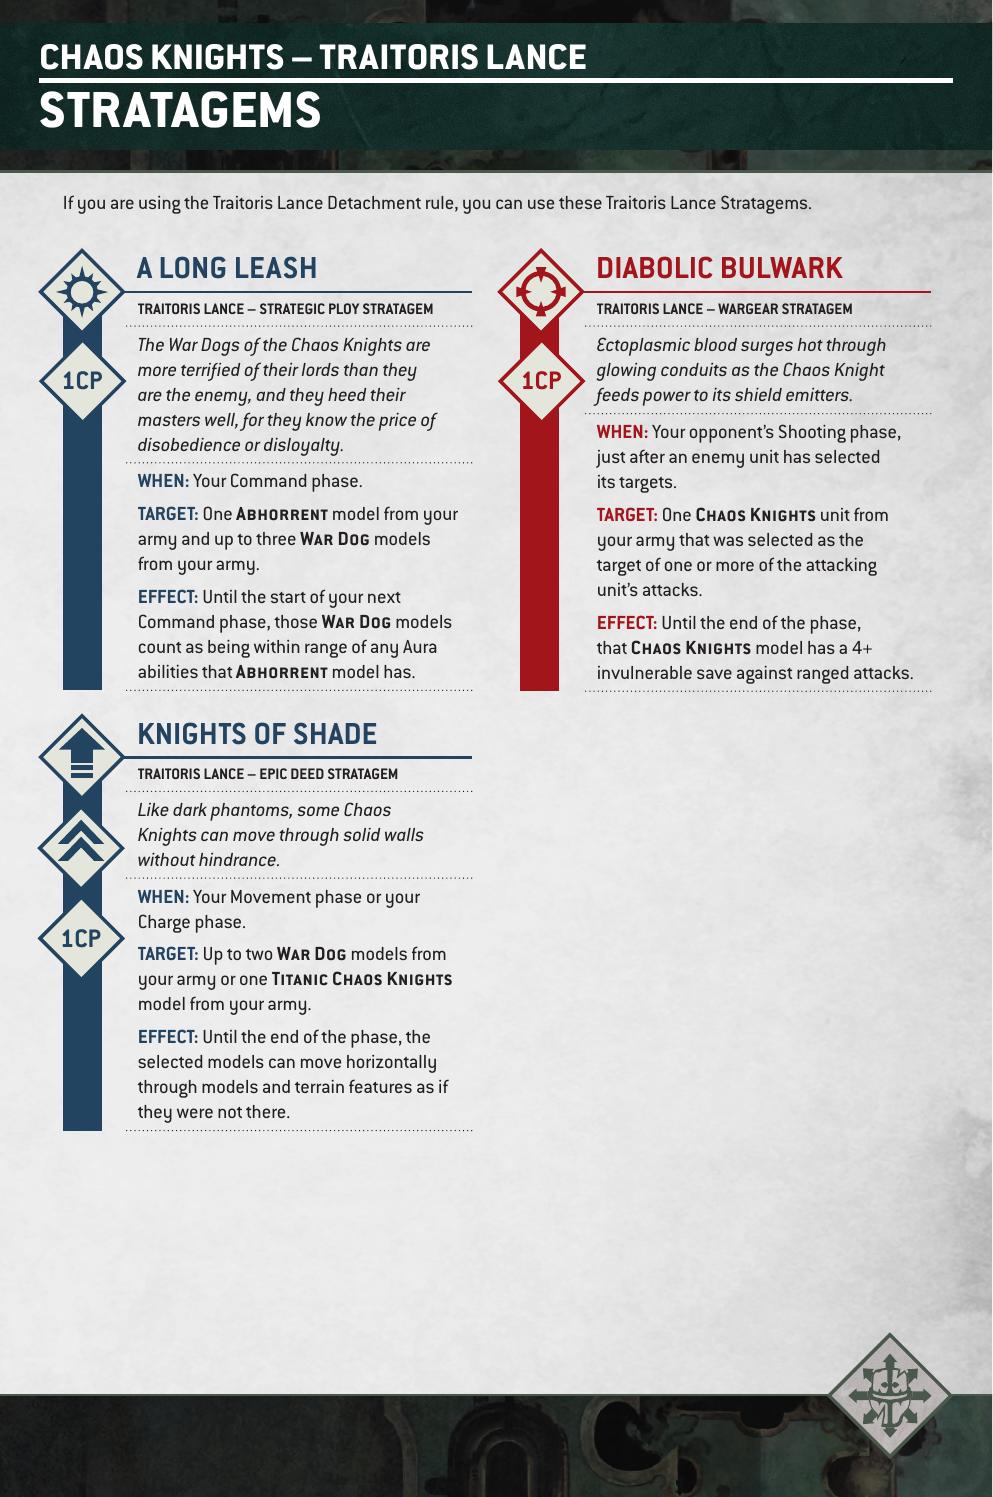 CHAOS KNIGHTS – TRAITORIS LANCE
STRATAGEMS
If you are using the Traitoris Lance Detachment rule, you can use these Traitoris Lance Stratagems.
A LONG LEASH
TRAITORIS LANCE – STRATEGIC PLOY STRATAGEM
1CP
The War Dogs of the Chaos Knights are
more terrified of their lords than they
are the enemy, and they heed their
masters well, for they know the price of
disobedience or disloyalty.
WHEN: Your Command phase.
TARGET: One ABHORRENT model from your
army and up to three WAR DOG models
from your army.
EFFECT: Until the start of your next
Command phase, those WAR DOG models
count as being within range of any Aura
abilities that ABHORRENT model has.
KNIGHTS OF SHADE
TRAITORIS LANCE – EPIC DEED STRATAGEM
Like dark phantoms, some Chaos
Knights can move through solid walls
without hindrance.
1CP
WHEN: Your Movement phase or your
Charge phase.
TARGET: Up to two WAR DOG models from
your army or one TITANIC CHAOS KNIGHTS
model from your army.
EFFECT: Until the end of the phase, the
selected models can move horizontally
through models and terrain features as if
they were not there.
DIABOLIC BULWARK
TRAITORIS LANCE – WARGEAR STRATAGEM
1CP
Ectoplasmic blood surges hot through
glowing conduits as the Chaos Knight
feeds power to its shield emitters.
WHEN: Your opponent’s Shooting phase,
just after an enemy unit has selected
its targets.
TARGET: One CHAOS KNIGHTS unit from
your army that was selected as the
target of one or more of the attacking
unit’s attacks.
EFFECT: Until the end of the phase,
that CHAOS KNIGHTS model has a 4+
invulnerable save against ranged attacks.